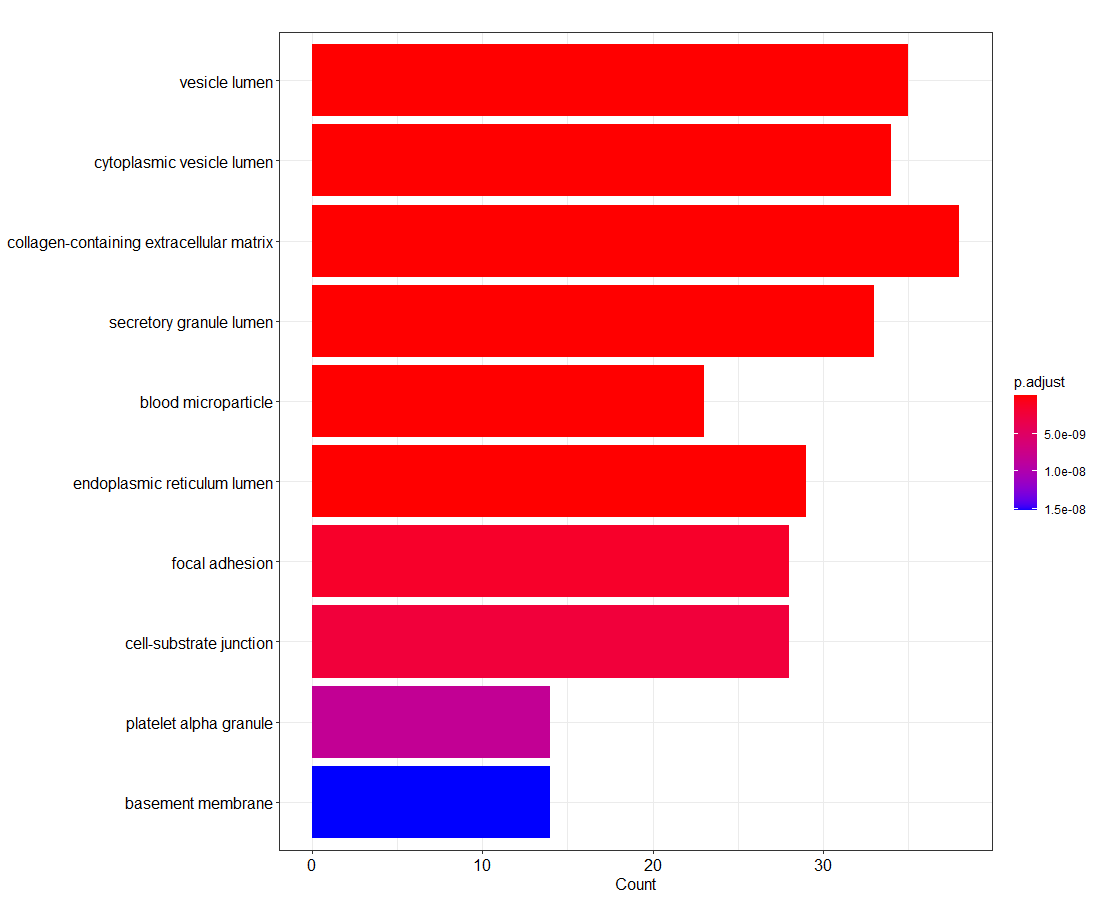 vesicle lumen
cytoplasmic vesicle lumen
collagen-containing extracellular matrix
secretory granule lumen
blood microparticle
endoplasmic reticulum lumen
focal adhesion
cell-substrate junction
platelet alpha granule
basement membrane
0 10 20 30
Count
p.adjust
5.0e-09
1.0e-08
1.5e-08